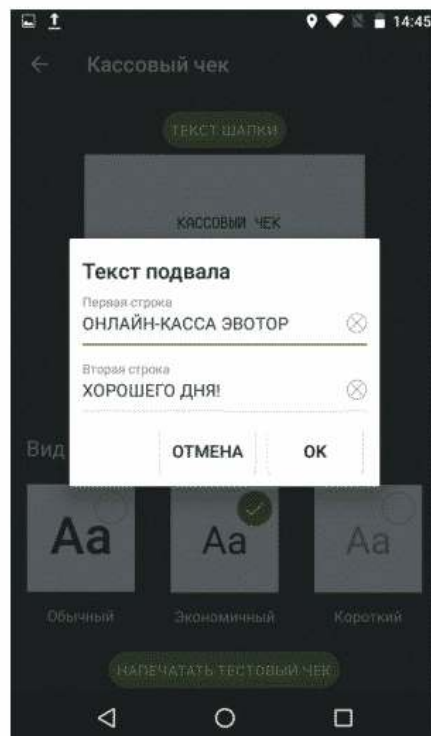 14:45
Кассовый чек
ТЕКСТ ШАПКИ
КАССОВЫЙ ЧЕК
Текст подвала
Первая строка
ОНЛАЙН-КАССА ЭВОТОР
Вторая строка
ХОРОШЕГО ДНЯ!
ОТМЕНА OK
Вид
Aa Aa Aa
Обычный Экономичный Короткий
НАПЕЧАТАТЬ ТЕСТОВЫЙ ЧЕК